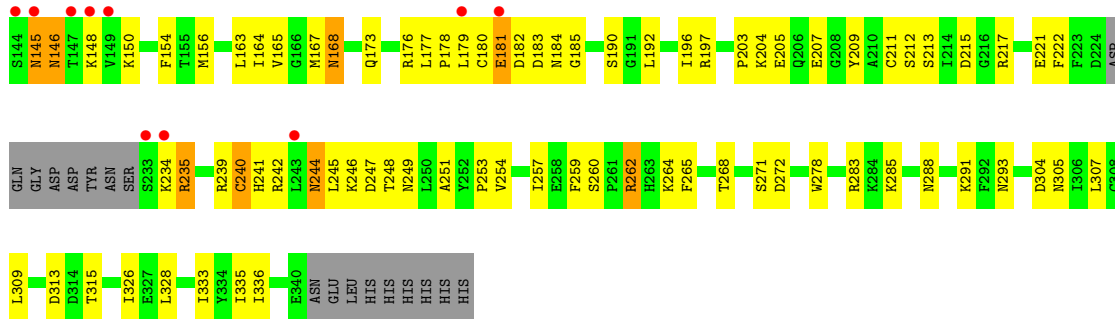 S144 N145 N146 T147 K148 V149 K150 F154 T155 M156 L163 I164 V165 G166 M167 N168 Q173 R176 L177 P178 L179 C180 E181 D182 D183 N184 G185 S190 G191 L192 I196 R197 P203 K204 E205 Q206 E207 G208 Y209 A210 C211 S212 S213 I214 D215 G216 R217 E221 F222 F223 D224 ASP
GLN GLY ASP ASP TYR ASN SER S233 K234 R235 R239 C240 H241 R242 L243 N244 L245 K246 D247 T248 N249 L250 A251 Y252 P253 V254 I257 E258 F259 S260 P261 R262 H263 K264 F265 T268 S271 D272 W278 R283 K284 K285 N288 K291 F292 N293 D304 N305 I306 L307 C308
L309 D313 D314 T315 I326 E327 L328 I333 Y334 I335 I336 E340 ASN GLU LEU HIS HIS HIS HIS HIS HIS